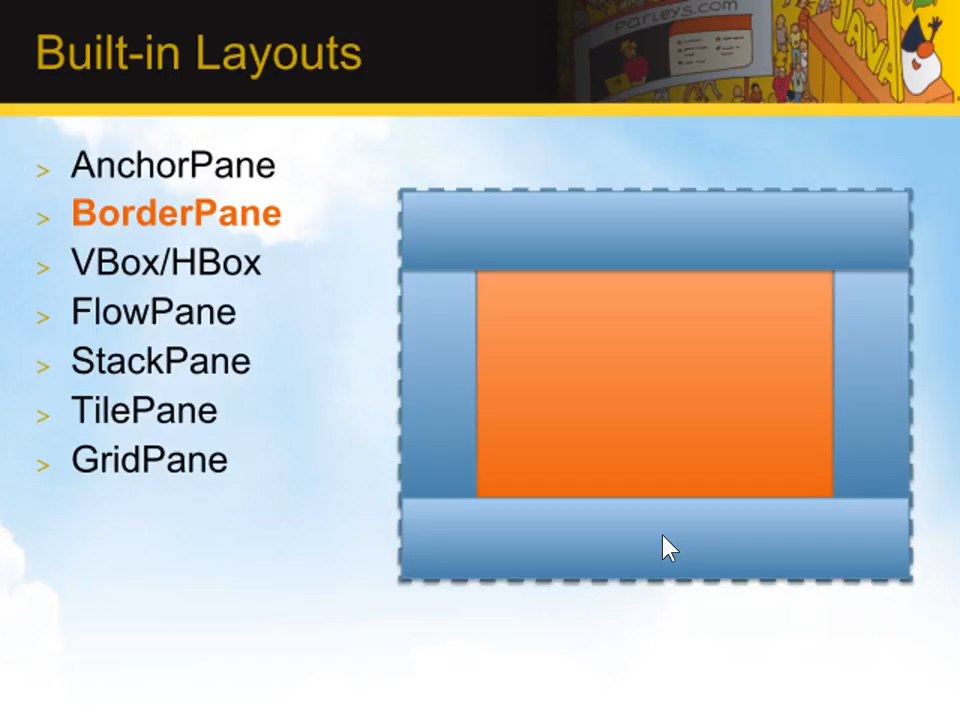 parleys.com
JAVA
Built-in Layouts
> AnchorPane
> BorderPane
> VBox/HBox
> FlowPane
> StackPane
> TilePane
> GridPane